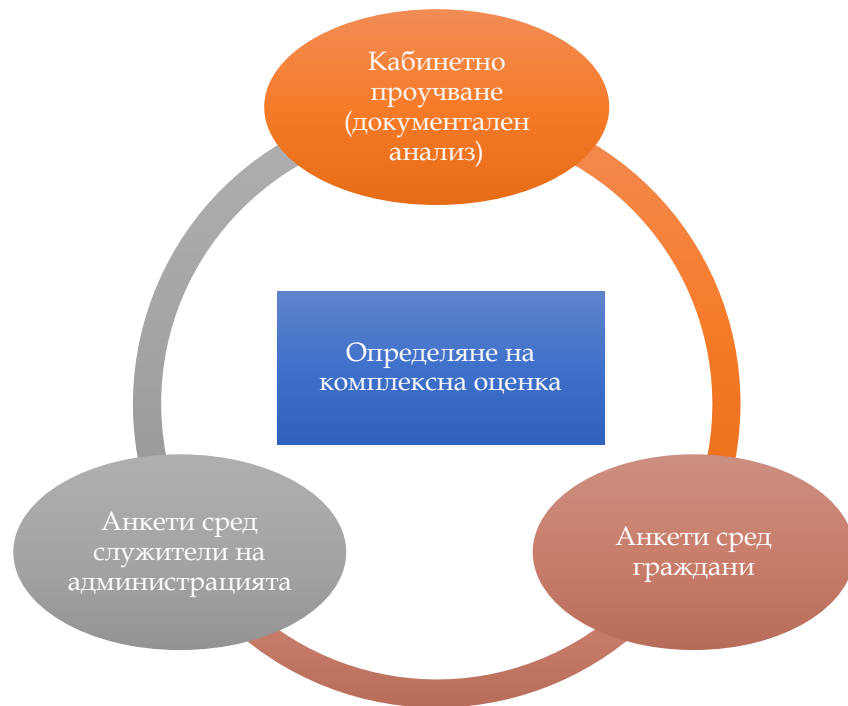 Кабинетно
проучване
(документален
анализ)
Определяне на
комплексна оценка
Анкети сред
служители на
администрацията
Анкети сред
граждани